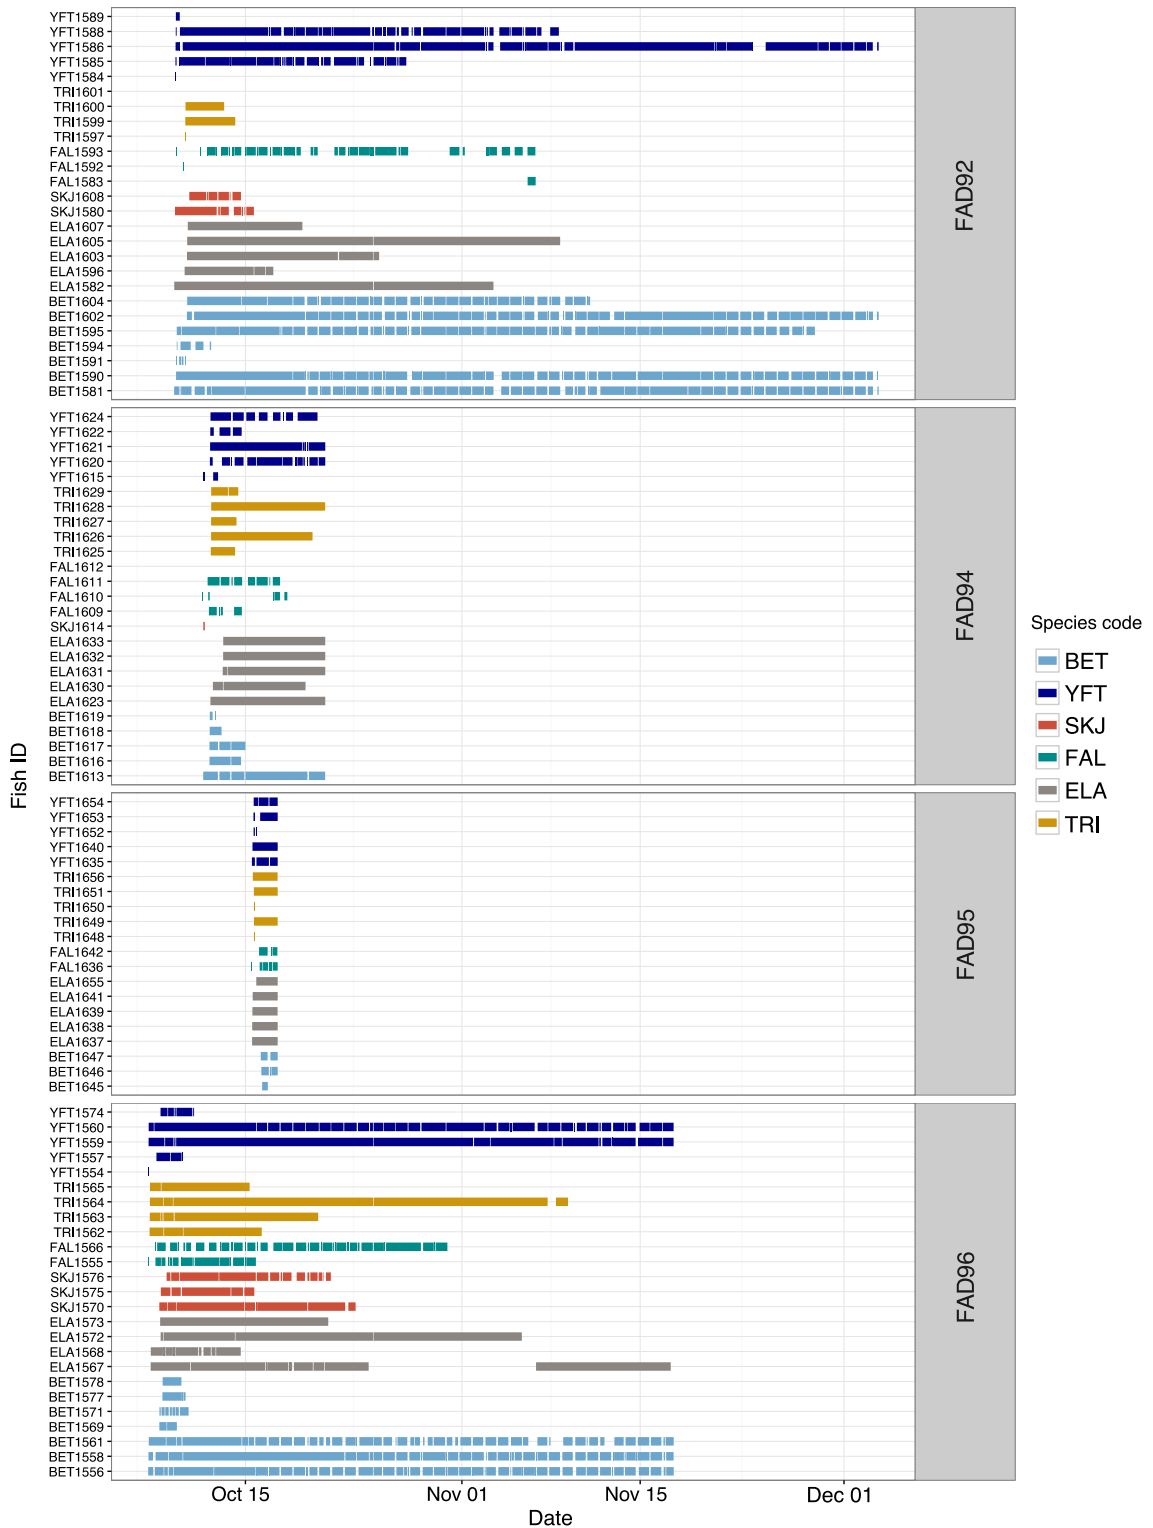 YFT1589
YFT1588
YFT1586
YFT1585
YFT1584
TRI1601
TRI1600
TRI1599
TRI1597
FAL1593
FAL1592
FAL1583
SKJ1608
SKJ1580
ELA1607
ELA1605
ELA1603
ELA1596
ELA1582
BET1604
BET1602
BET1595
BET1594
BET1591
BET1590
BET1581
FAD92
YFT1624
YFT1622
YFT1621
YFT1620
YFT1615
TRI1629
TRI1628
TRI1627
TRI1626
TRI1625
FAL1612
FAL1611
FAL1610
FAL1609
SKJ1614
ELA1633
ELA1632
ELA1631
ELA1630
ELA1623
BET1619
BET1618
BET1617
BET1616
BET1613
FAD94
YFT1654
YFT1653
YFT1652
YFT1640
YFT1635
TRI1656
TRI1651
TRI1650
TRI1649
TRI1648
FAL1642
FAL1636
ELA1655
ELA1641
ELA1639
ELA1638
ELA1637
BET1647
BET1646
BET1645
FAD95
YFT1574
YFT1560
YFT1559
YFT1557
YFT1554
TRI1565
TRI1564
TRI1563
TRI1562
FAL1566
FAL1555
SKJ1576
SKJ1575
SKJ1570
ELA1573
ELA1572
ELA1568
ELA1567
BET1578
BET1577
BET1571
BET1569
BET1561
BET1558
BET1556
FAD96
Fish ID
Oct 15
Nov 01
Nov 15
Dec 01
Date
Species code
BET
YFT
SKJ
FAL
ELA
TRI